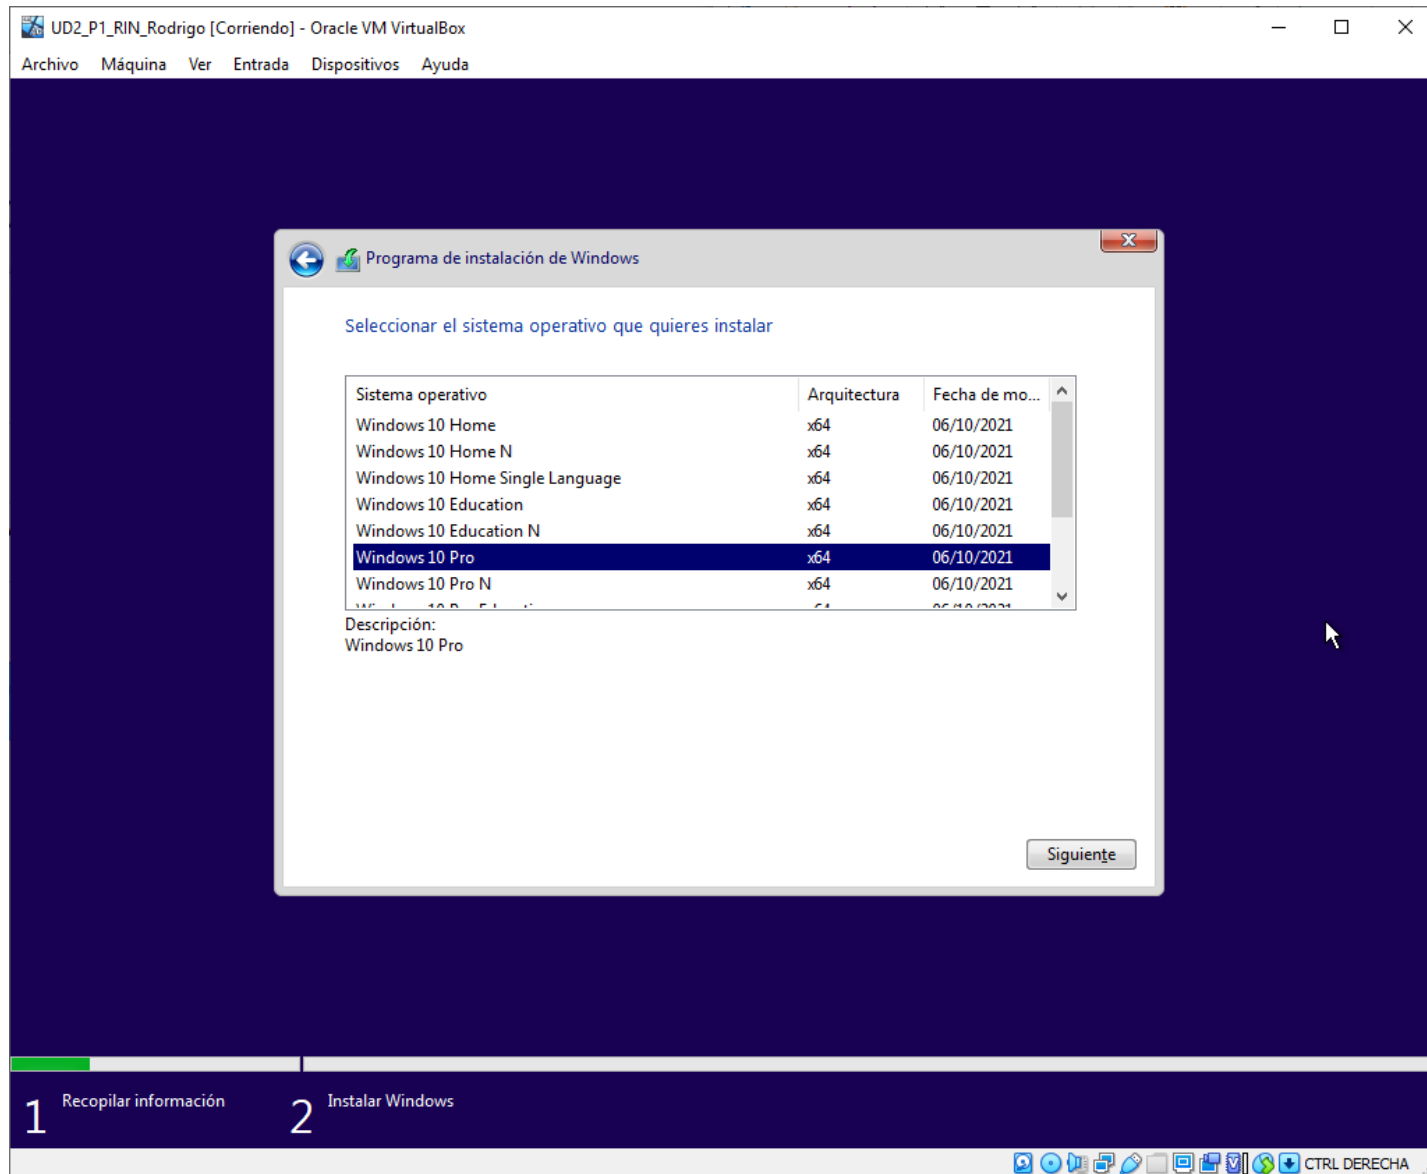 UD2_P1_RIN_Rodrigo [Corriendo] - Oracle VM VirtualBox
Archivo Máquina Ver Entrada Dispositivos Ayuda
Programa de instalación de Windows
Seleccionar el sistema operativo que quieres instalar
Sistema operativo Arquitectura Fecha de mo...
Windows 10 Home x64 06/10/2021
Windows 10 Home N x64 06/10/2021
Windows 10 Home Single Language x64 06/10/2021
Windows 10 Education x64 06/10/2021
Windows 10 Education N x64 06/10/2021
Windows 10 Pro x64 06/10/2021
Windows 10 Pro N x64 06/10/2021
Descripción:
Windows 10 Pro
Siguiente
1 Recopilar información 2 Instalar Windows
CTRL DERECHA